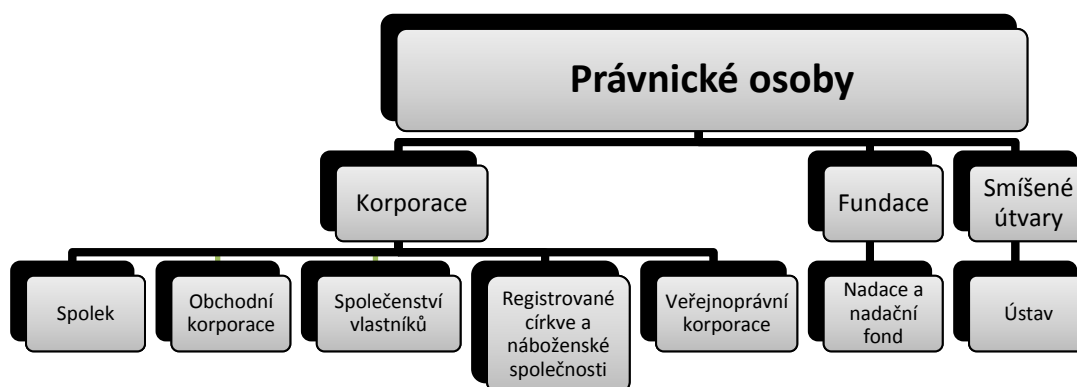 Právnické osoby
Korporace
Fundace
Smíšené
útvary
Spolek
Obchodní
korporace
Společenství
vlastníků
Registrované
církve a
náboženské
společnosti
Veřejnoprávní
korporace
Nadace a
nadační
fond
Ústav